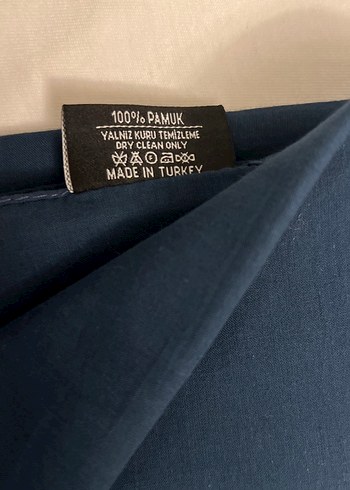 100% PAMUK
YALNIZ KURU TEMİZLEME
DRY CLEAN ONLY
MADE IN TURKEY